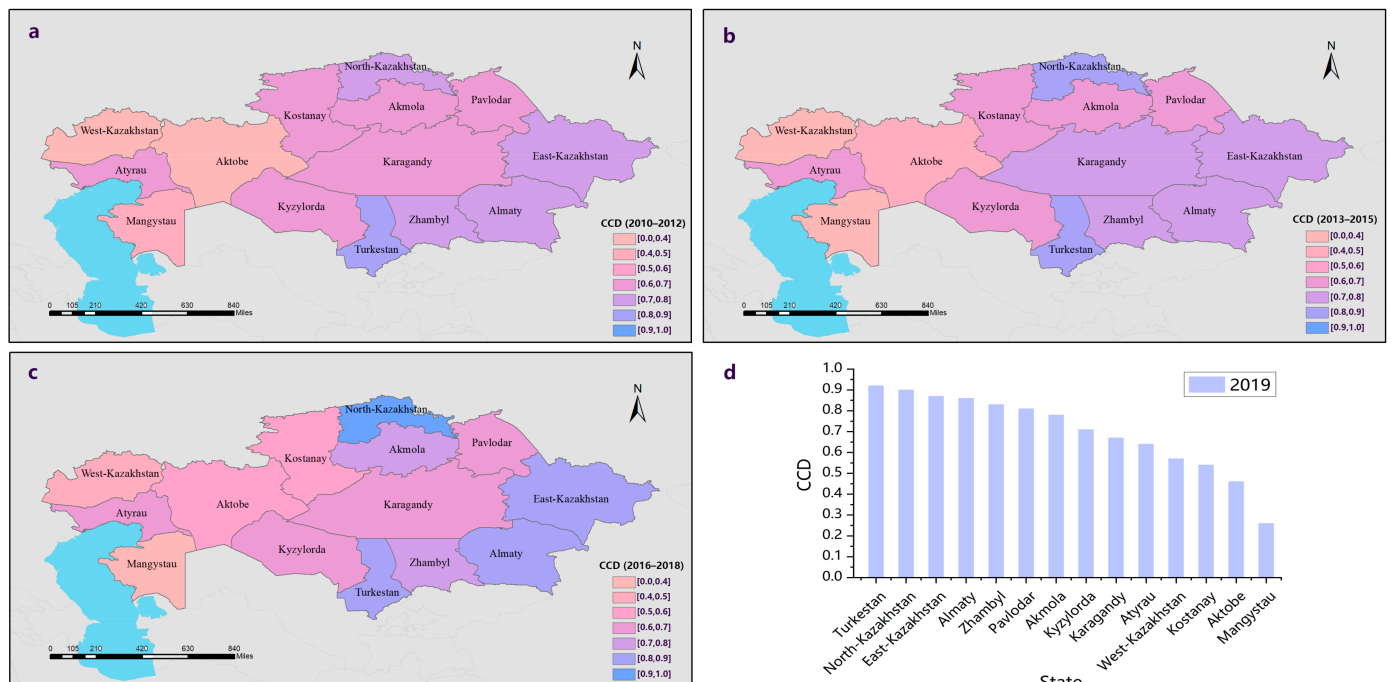 a
N
North-Kazakhstan
Kostanay
Akmola
Pavlodar
West-Kazakhstan
Aktobe
Karagandy
East-Kazakhstan
Atyrau
Mangystau
Kyzylorda
Zhambyl
Almaty
Turkestan
CCD (2010–2012)
[0.0,0.4]
[0.4,0.5]
[0.5,0.6]
[0.6,0.7]
[0.7,0.8]
[0.8,0.9]
[0.9,1.0]
0 105 210 420 630 840
Miles
b
N
North-Kazakhstan
Kostanay
Akmola
Pavlodar
West-Kazakhstan
Aktobe
Karagandy
East-Kazakhstan
Atyrau
Mangystau
Kyzylorda
Zhambyl
Almaty
Turkestan
CCD (2013–2015)
[0.0,0.4]
[0.4,0.5]
[0.5,0.6]
[0.6,0.7]
[0.7,0.8]
[0.8,0.9]
[0.9,1.0]
0 105 210 420 630 840
Miles
c
N
North-Kazakhstan
Kostanay
Akmola
Pavlodar
West-Kazakhstan
Aktobe
Karagandy
East-Kazakhstan
Atyrau
Mangystau
Kyzylorda
Zhambyl
Almaty
Turkestan
CCD (2016–2018)
[0.0,0.4]
[0.4,0.5]
[0.5,0.6]
[0.6,0.7]
[0.7,0.8]
[0.8,0.9]
[0.9,1.0]
0 105 210 420 630 840
Miles
d
2019
CCD
1.0
0.9
0.8
0.7
0.6
0.5
0.4
0.3
0.2
0.1
0.0
Turkestan
North-Kazakhstan
East-Kazakhstan
Almaty
Zhambyl
Pavlodar
Akmola
Kyzylorda
Karagandy
Atyrau
West-Kazakhstan
Kostanay
Aktobe
Mangystau
State